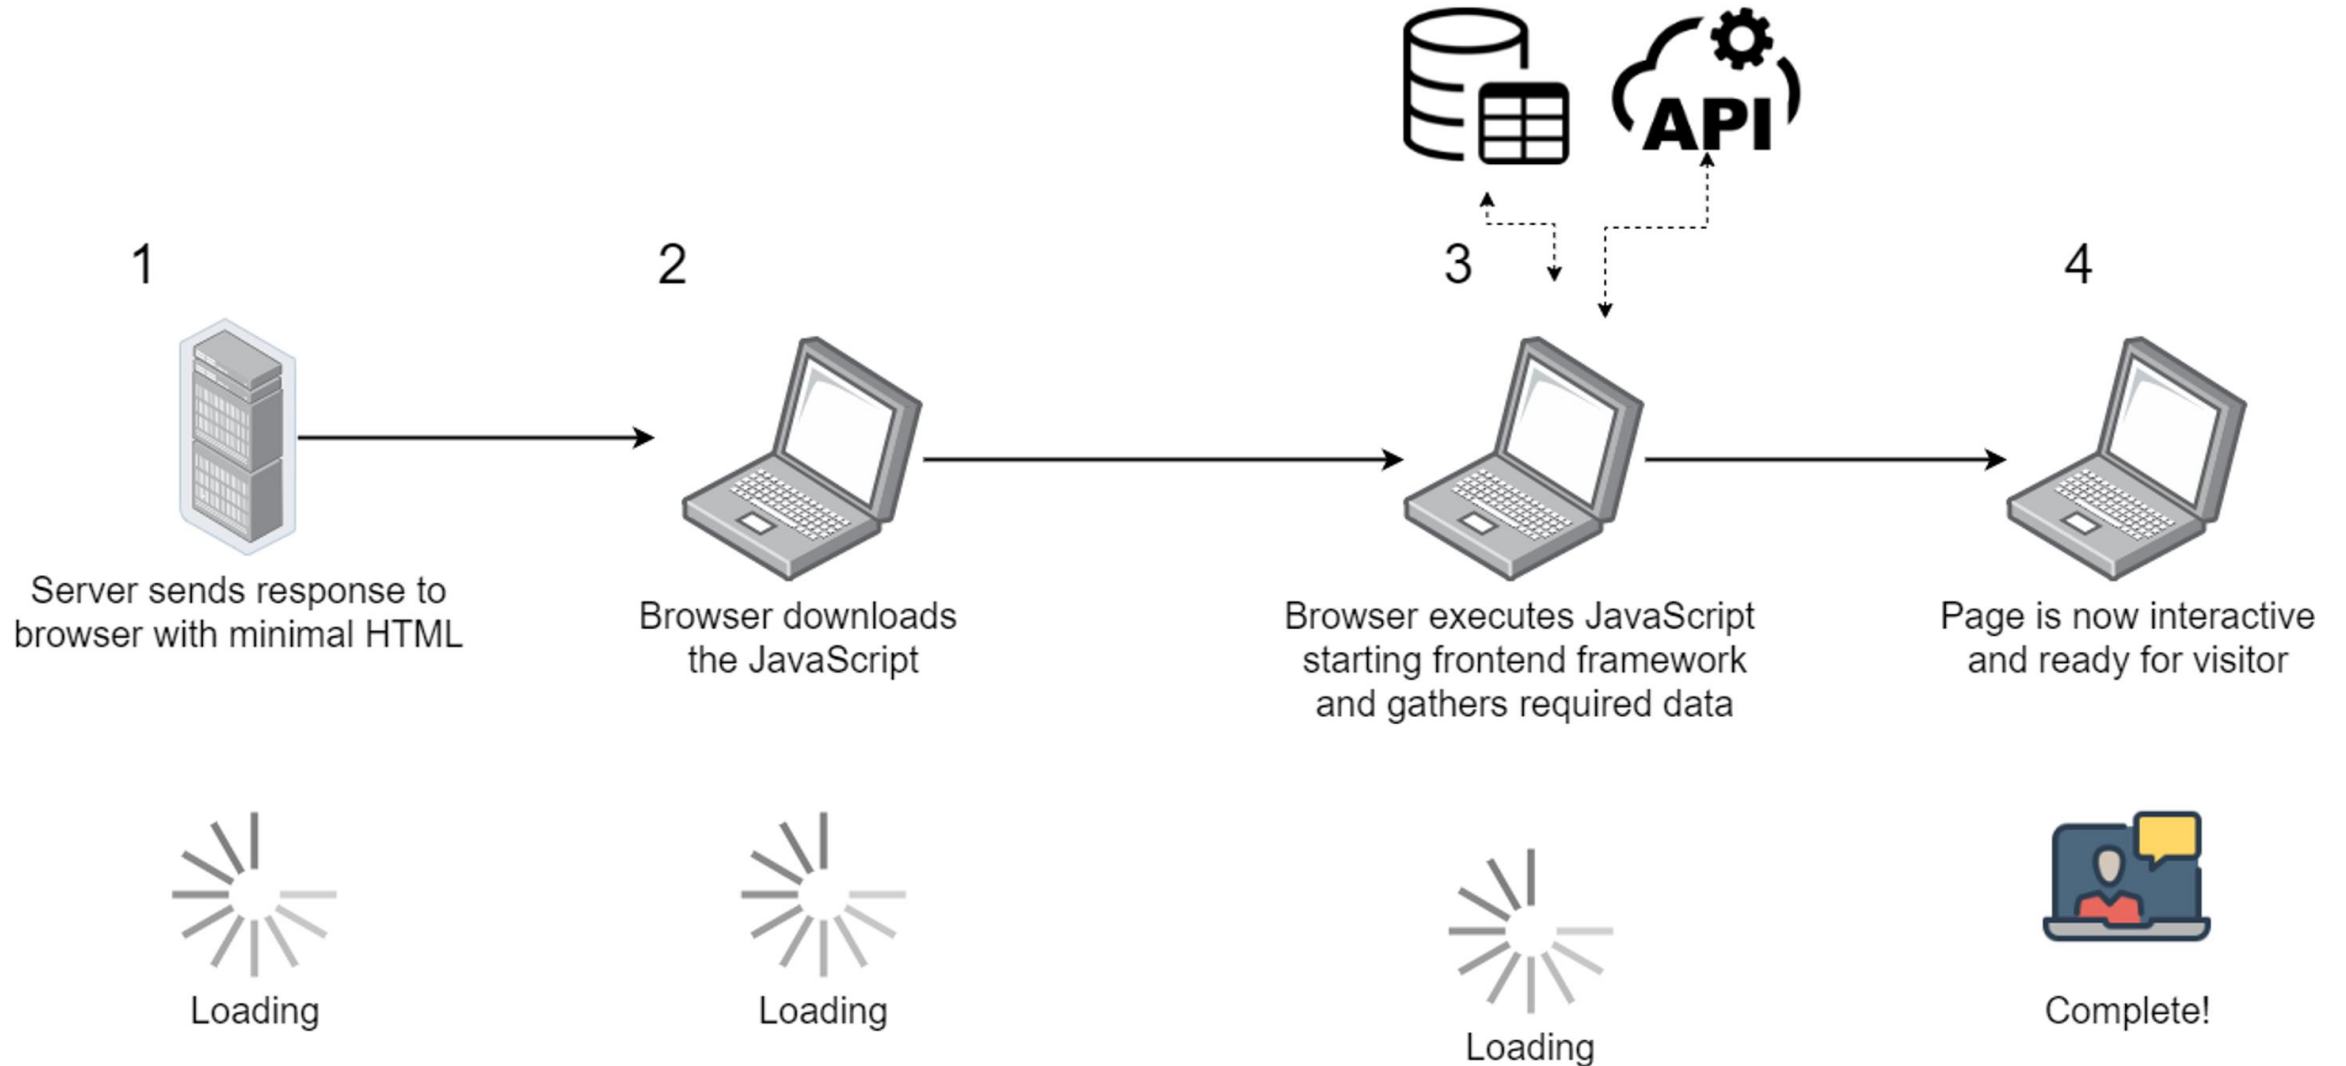 API
1
2
3
4
Server sends response to
browser with minimal HTML
Browser downloads
the JavaScript
Browser executes JavaScript
starting frontend framework
and gathers required data
Page is now interactive
and ready for visitor
Loading
Loading
Loading
Complete!